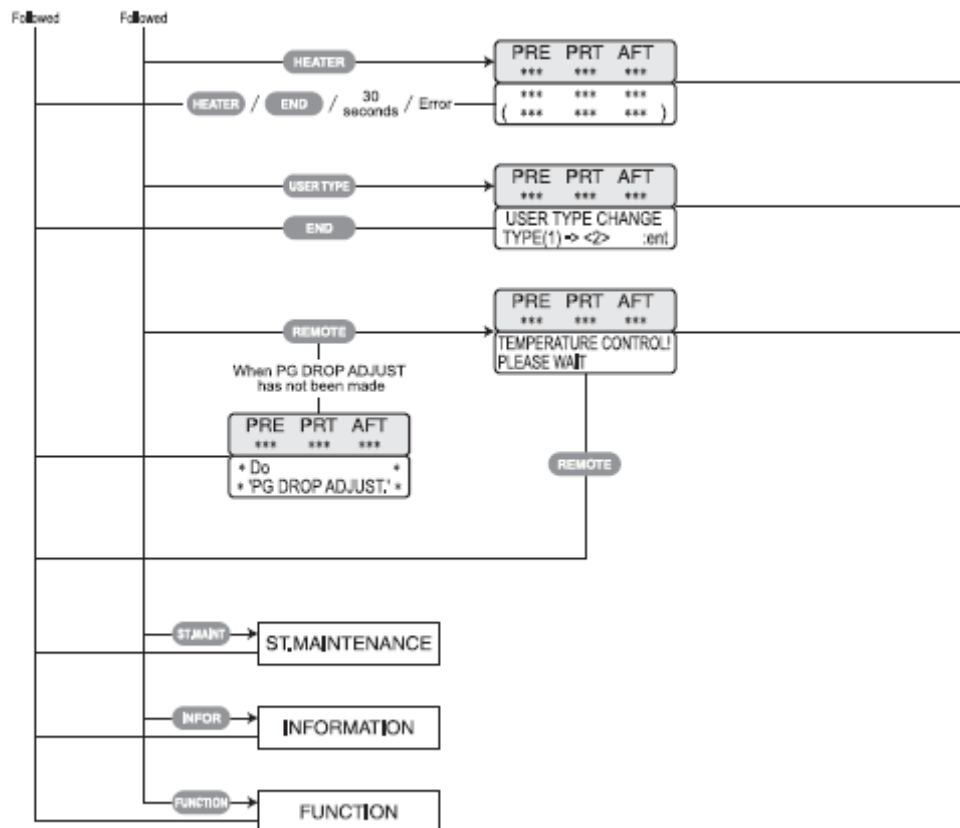 Followed Followed
HEATER
PRE PRT AFT
*** *** ***
*** *** ***
( *** *** *** )
HEATER / END / 30 seconds / Error
USER TYPE
PRE PRT AFT
*** *** ***
END
USER TYPE CHANGE
TYPE(1) -> <2> :ent
REMOTE
PRE PRT AFT
*** *** ***
TEMPERATURE CONTROL!
PLEASE WAIT
When PG DROP ADJUST
has not been made
PRE PRT AFT
*** *** ***
* Do *
* 'PG DROP ADJUST.' *
REMOTE
ST.MAINT
ST.MAINTENANCE
INFOR
INFORMATION
FUNCTION
FUNCTION